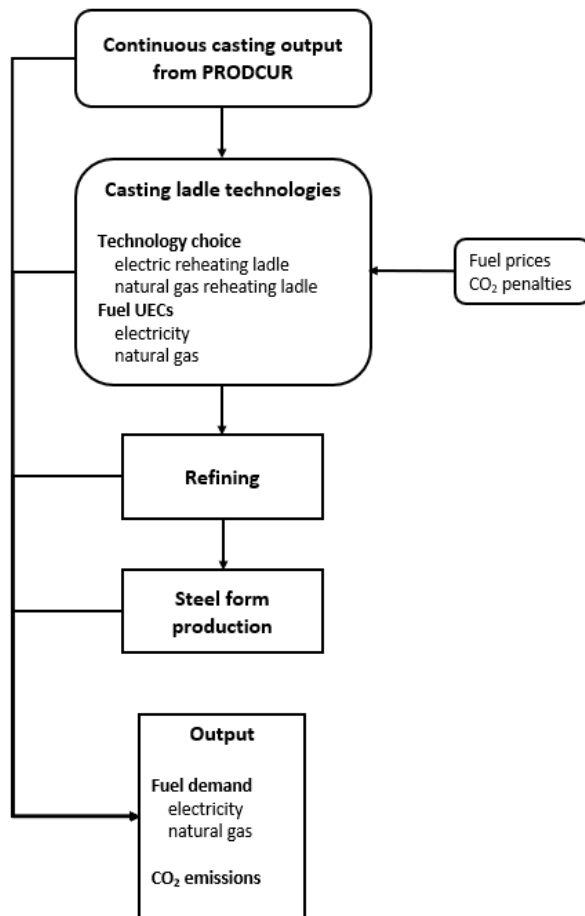 Continuous casting output
from PRODCUR
Casting ladle technologies
Technology choice
electric reheating ladle
natural gas reheating ladle
Fuel UECs
electricity
natural gas
Fuel prices
CO₂ penalties
Refining
Steel form
production
Output
Fuel demand
electricity
natural gas
CO₂ emissions